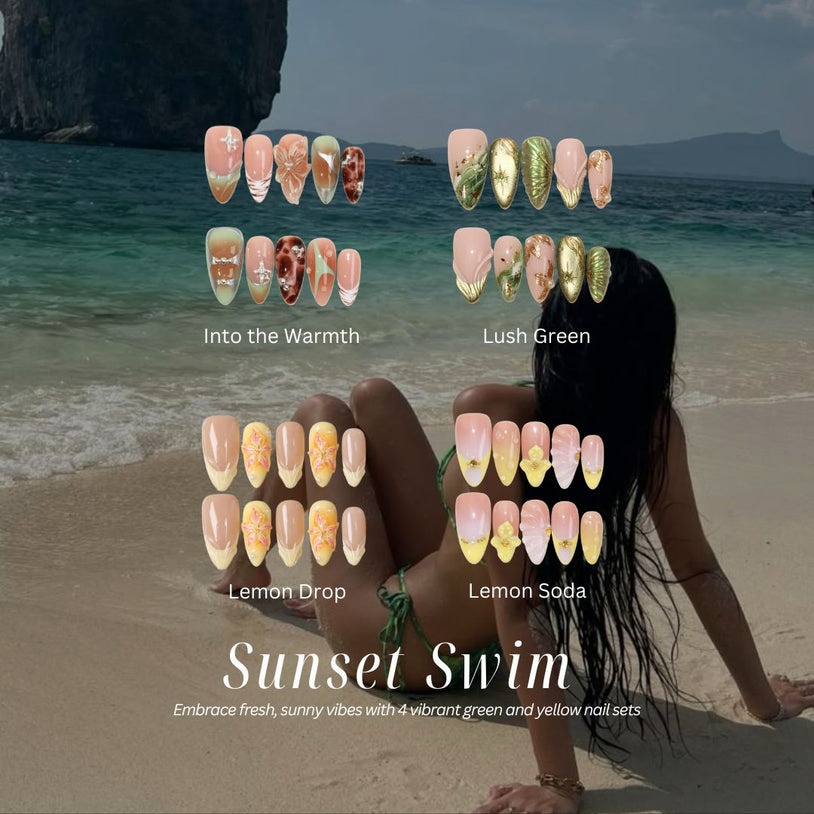 Into the Warmth
Lush Green
Lemon Drop
Lemon Soda
Sunset Swim
Embrace fresh, sunny vibes with 4 vibrant green and yellow nail sets